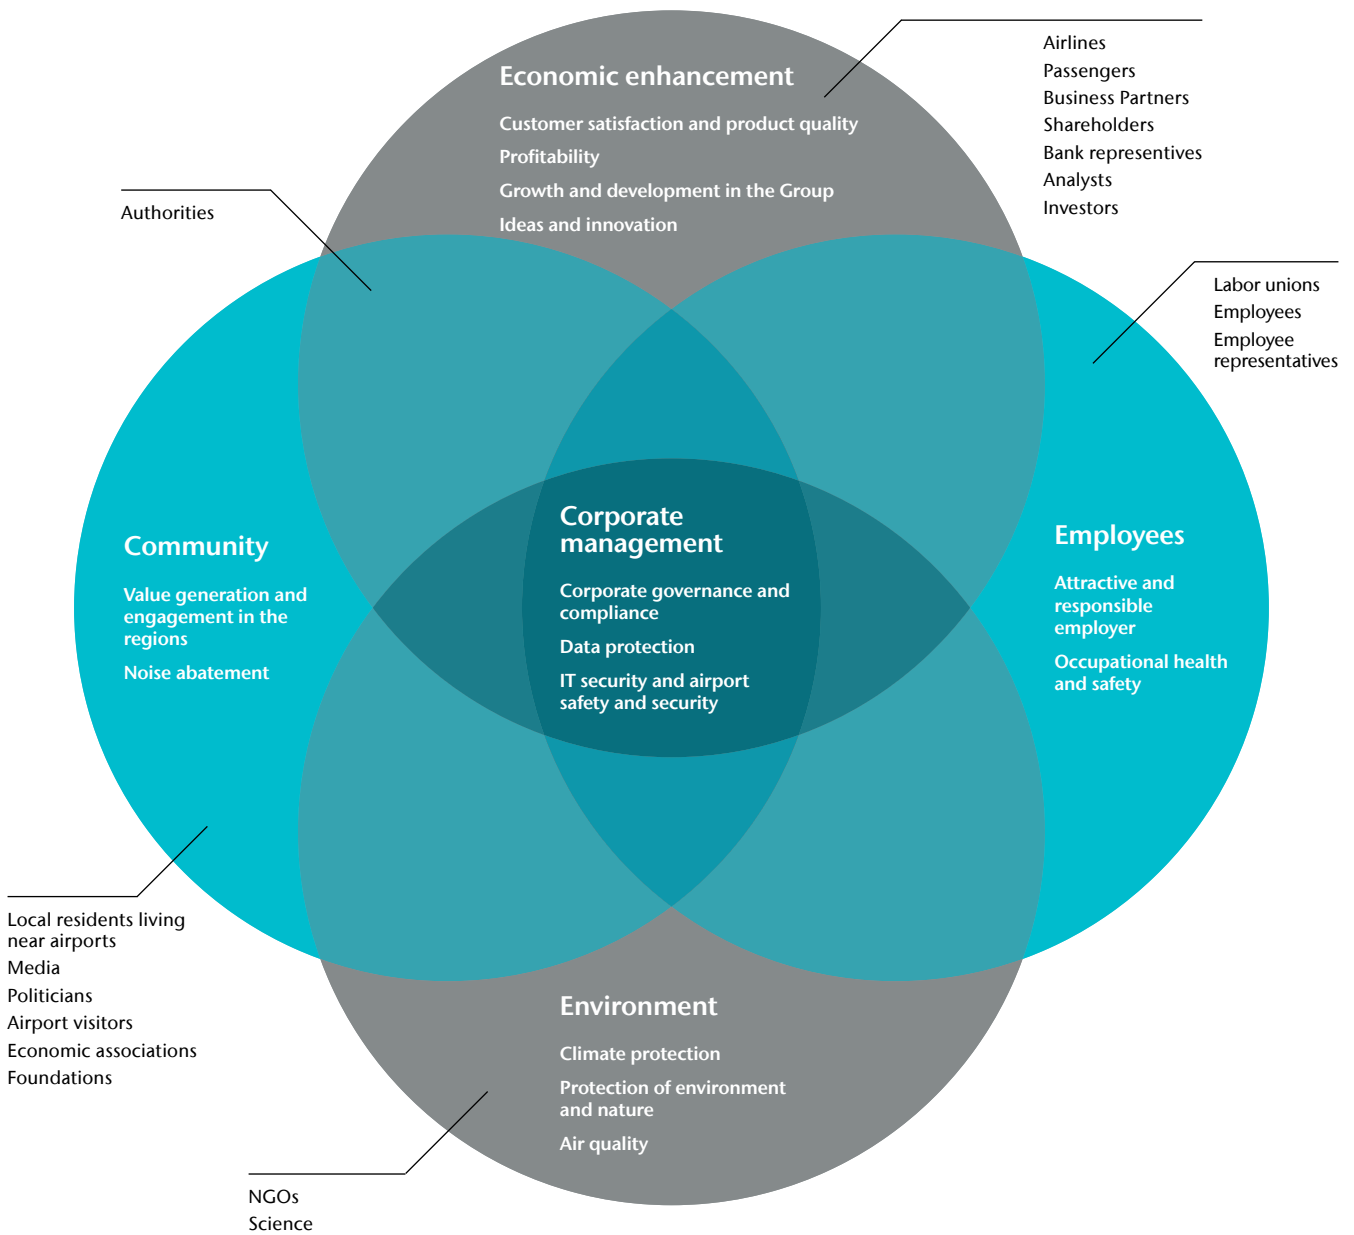 Economic enhancement
Customer satisfaction and product quality
Profitability
Growth and development in the Group
Ideas and innovation
Airlines
Passengers
Business Partners
Shareholders
Bank representives
Analysts
Investors
Authorities
Labor unions
Employees
Employee
representatives
Community
Value generation and
engagement in the
regions
Noise abatement
Corporate
management
Corporate governance and
compliance
Data protection
IT security and airport
safety and security
Employees
Attractive and
responsible
employer
Occupational health
and safety
Local residents living
near airports
Media
Politicians
Airport visitors
Economic associations
Foundations
Environment
Climate protection
Protection of environment
and nature
Air quality
NGOs
Science